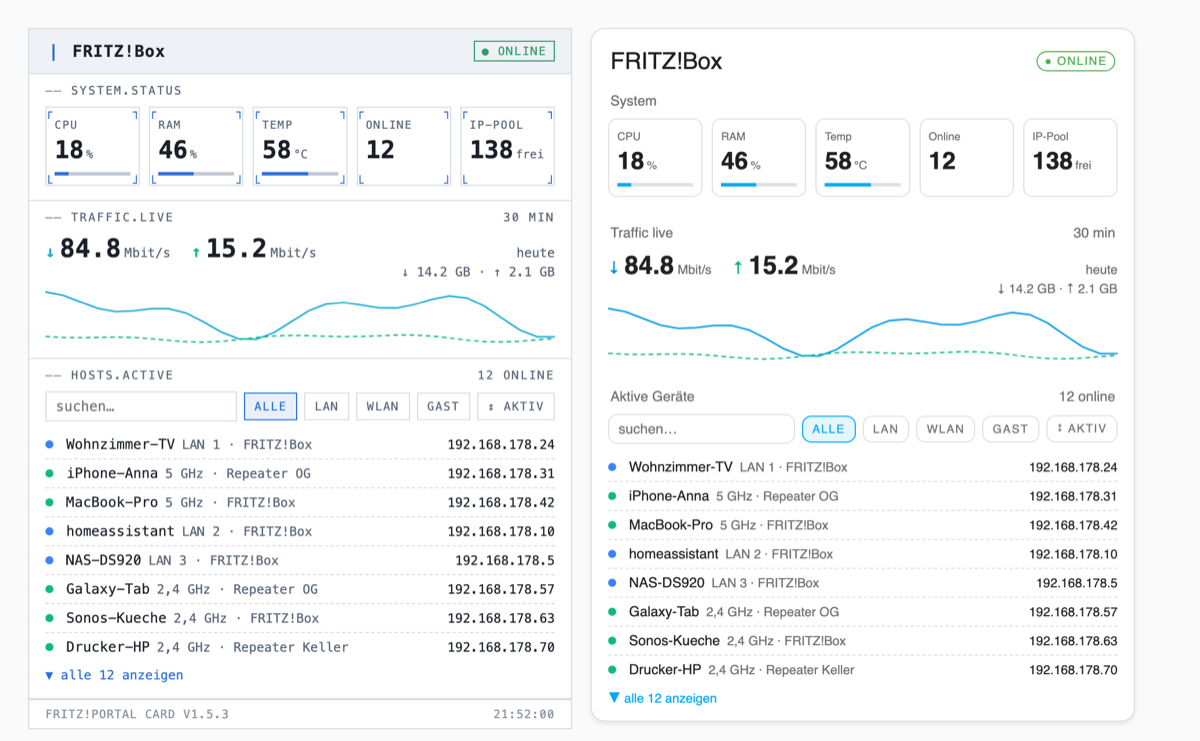 FRITZ!Box
● ONLINE
—— SYSTEM.STATUS
CPU
18 %
RAM
46 %
TEMP
58 °C
ONLINE
12
IP-POOL
138 frei
—— TRAFFIC.LIVE
30 MIN
↓ 84.8 Mbit/s ↑ 15.2 Mbit/s
heute
↓ 14.2 GB · ↑ 2.1 GB
—— HOSTS.ACTIVE
12 ONLINE
suchen…
ALLE
LAN
WLAN
GAST
↕ AKTIV
Wohnzimmer-TV LAN 1 · FRITZ!Box 192.168.178.24
iPhone-Anna 5 GHz · Repeater OG 192.168.178.31
MacBook-Pro 5 GHz · FRITZ!Box 192.168.178.42
homeassistant LAN 2 · FRITZ!Box 192.168.178.10
NAS-DS920 LAN 3 · FRITZ!Box 192.168.178.5
Galaxy-Tab 2,4 GHz · Repeater OG 192.168.178.57
Sonos-Kueche 2,4 GHz · FRITZ!Box 192.168.178.63
Drucker-HP 2,4 GHz · Repeater Keller 192.168.178.70
▼ alle 12 anzeigen
FRITZ!PORTAL CARD V1.5.3
21:52:00
FRITZ!Box
● ONLINE
System
CPU
18 %
RAM
46 %
Temp
58 °C
Online
12
IP-Pool
138 frei
Traffic live
30 min
↓ 84.8 Mbit/s ↑ 15.2 Mbit/s
heute
↓ 14.2 GB · ↑ 2.1 GB
Aktive Geräte
12 online
suchen…
ALLE
LAN
WLAN
GAST
↕ AKTIV
Wohnzimmer-TV LAN 1 · FRITZ!Box 192.168.178.24
iPhone-Anna 5 GHz · Repeater OG 192.168.178.31
MacBook-Pro 5 GHz · FRITZ!Box 192.168.178.42
homeassistant LAN 2 · FRITZ!Box 192.168.178.10
NAS-DS920 LAN 3 · FRITZ!Box 192.168.178.5
Galaxy-Tab 2,4 GHz · Repeater OG 192.168.178.57
Sonos-Kueche 2,4 GHz · FRITZ!Box 192.168.178.63
Drucker-HP 2,4 GHz · Repeater Keller 192.168.178.70
▼ alle 12 anzeigen